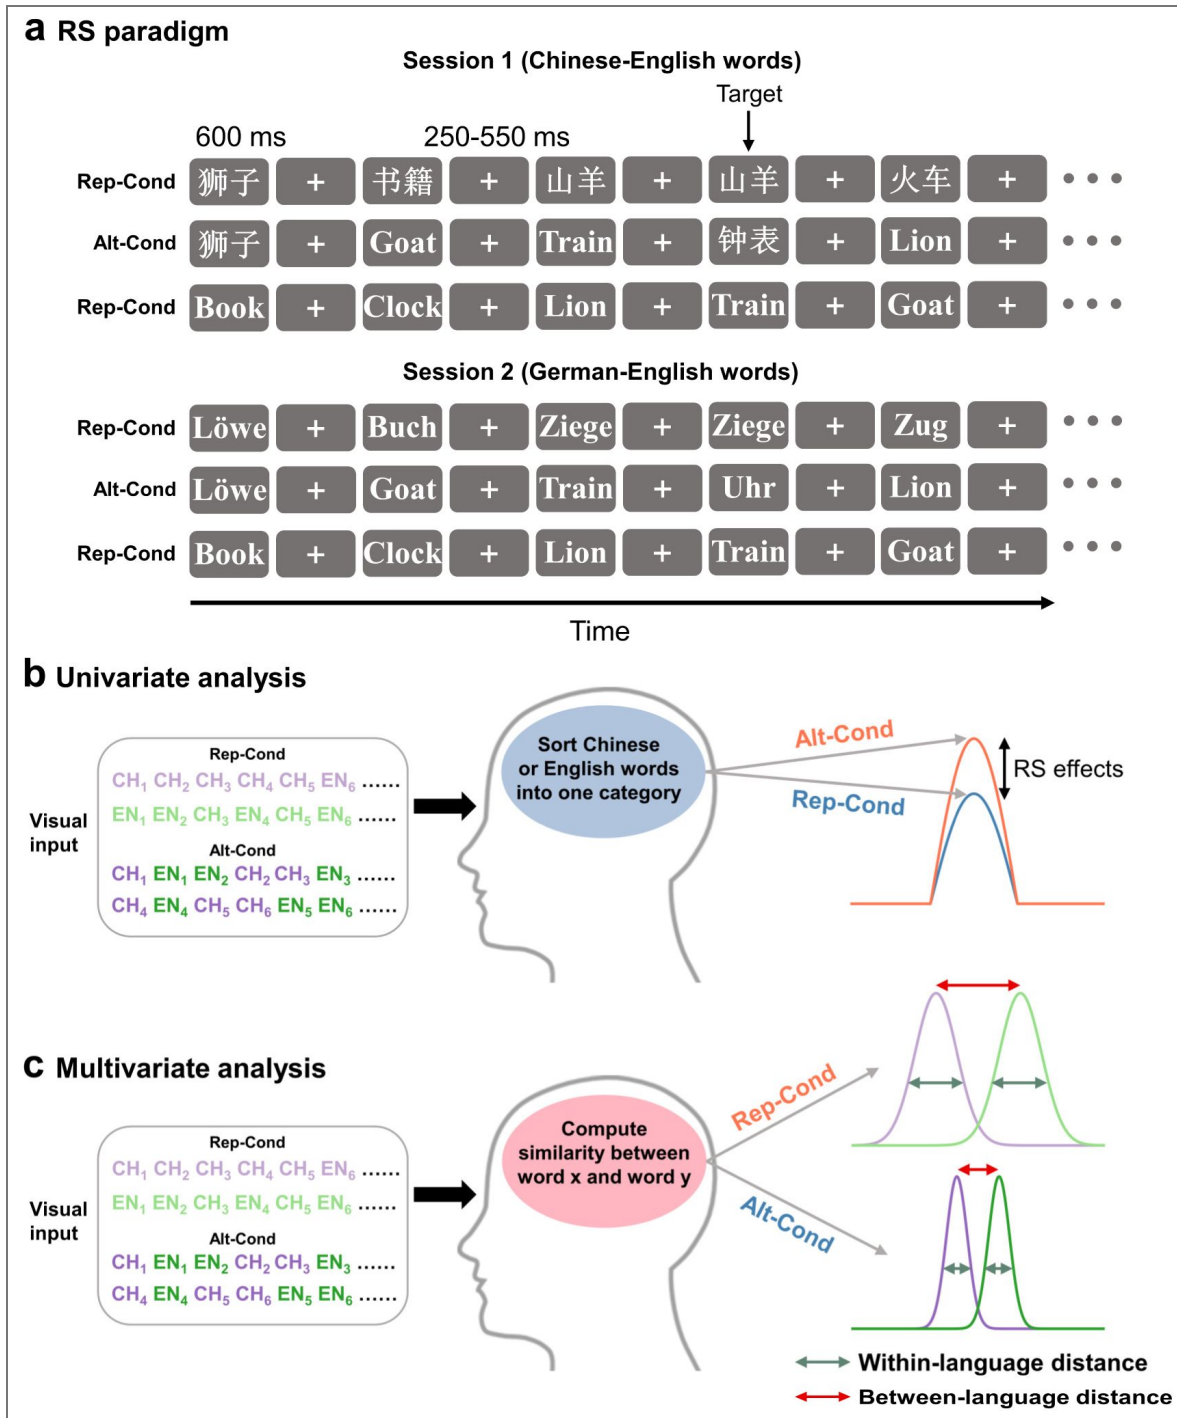 a RS paradigm
Session 1 (Chinese-English words)
Target
600 ms 250-550 ms
Rep-Cond 狮子 + 书籍 + 山羊 + 山羊 + 火车 + •••
Alt-Cond 狮子 + Goat + Train + 钟表 + Lion + •••
Rep-Cond Book + Clock + Lion + Train + Goat + •••
Session 2 (German-English words)
Rep-Cond Löwe + Buch + Ziege + Ziege + Zug + •••
Alt-Cond Löwe + Goat + Train + Uhr + Lion + •••
Rep-Cond Book + Clock + Lion + Train + Goat + •••
Time
b Univariate analysis
Visual input
Rep-Cond
CH1 CH2 CH3 CH4 CH5 EN6 ......
EN1 EN2 CH3 EN4 CH5 EN6 ......
Alt-Cond
CH1 EN1 EN2 CH2 CH3 EN3 ......
CH4 EN4 CH5 CH6 EN5 EN6 ......
Sort Chinese
or English words
into one category
Alt-Cond
Rep-Cond
RS effects
c Multivariate analysis
Visual input
Rep-Cond
CH1 CH2 CH3 CH4 CH5 EN6 ......
EN1 EN2 CH3 EN4 CH5 EN6 ......
Alt-Cond
CH1 EN1 EN2 CH2 CH3 EN3 ......
CH4 EN4 CH5 CH6 EN5 EN6 ......
Compute
similarity between
word x and word y
Rep-Cond
Alt-Cond
Within-language distance
Between-language distance